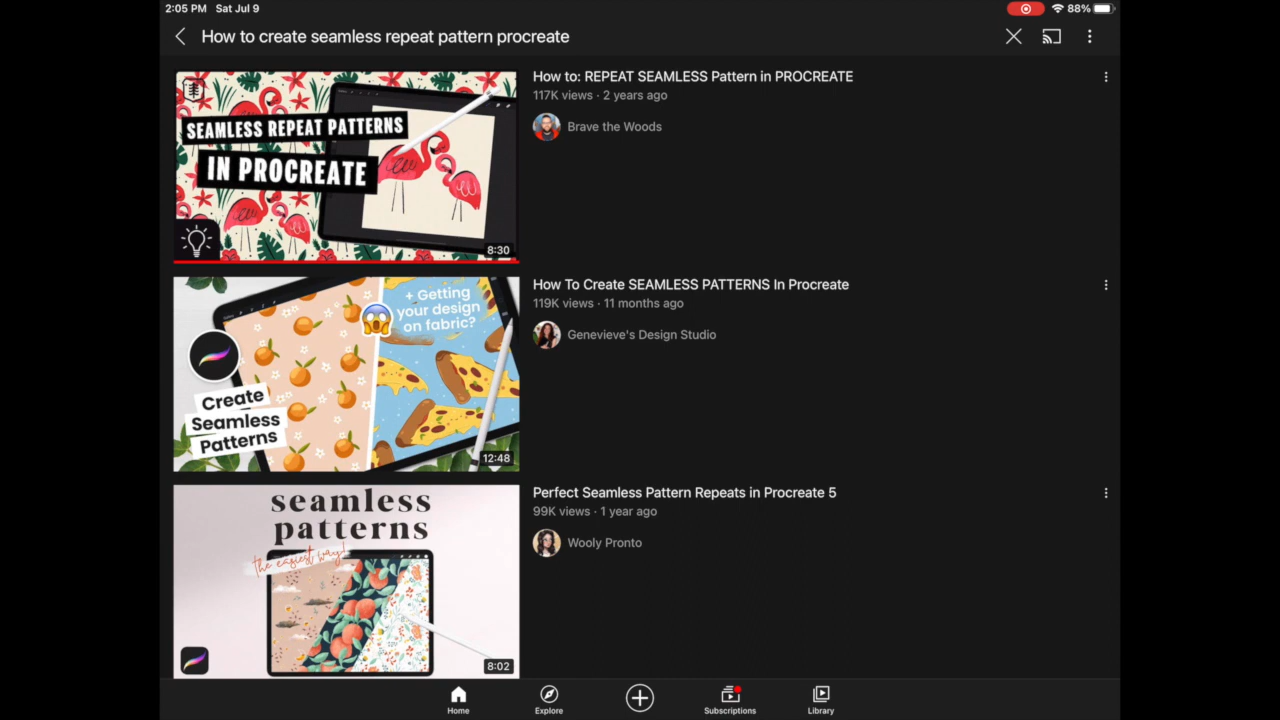 2:05 PM Sat Jul 9
88%
How to create seamless repeat pattern procreate
SEAMLESS REPEAT PATTERNS
IN PROCREATE
8:30
How to: REPEAT SEAMLESS Pattern in PROCREATE
117K views · 2 years ago
Brave the Woods
+ Getting
your design
on fabric?
Create
Seamless
Patterns
12:48
How To Create SEAMLESS PATTERNS In Procreate
119K views · 11 months ago
Genevieve's Design Studio
seamless
patterns
the easiest way!
8:02
Perfect Seamless Pattern Repeats in Procreate 5
99K views · 1 year ago
Wooly Pronto
Home
Explore
Subscriptions
Library